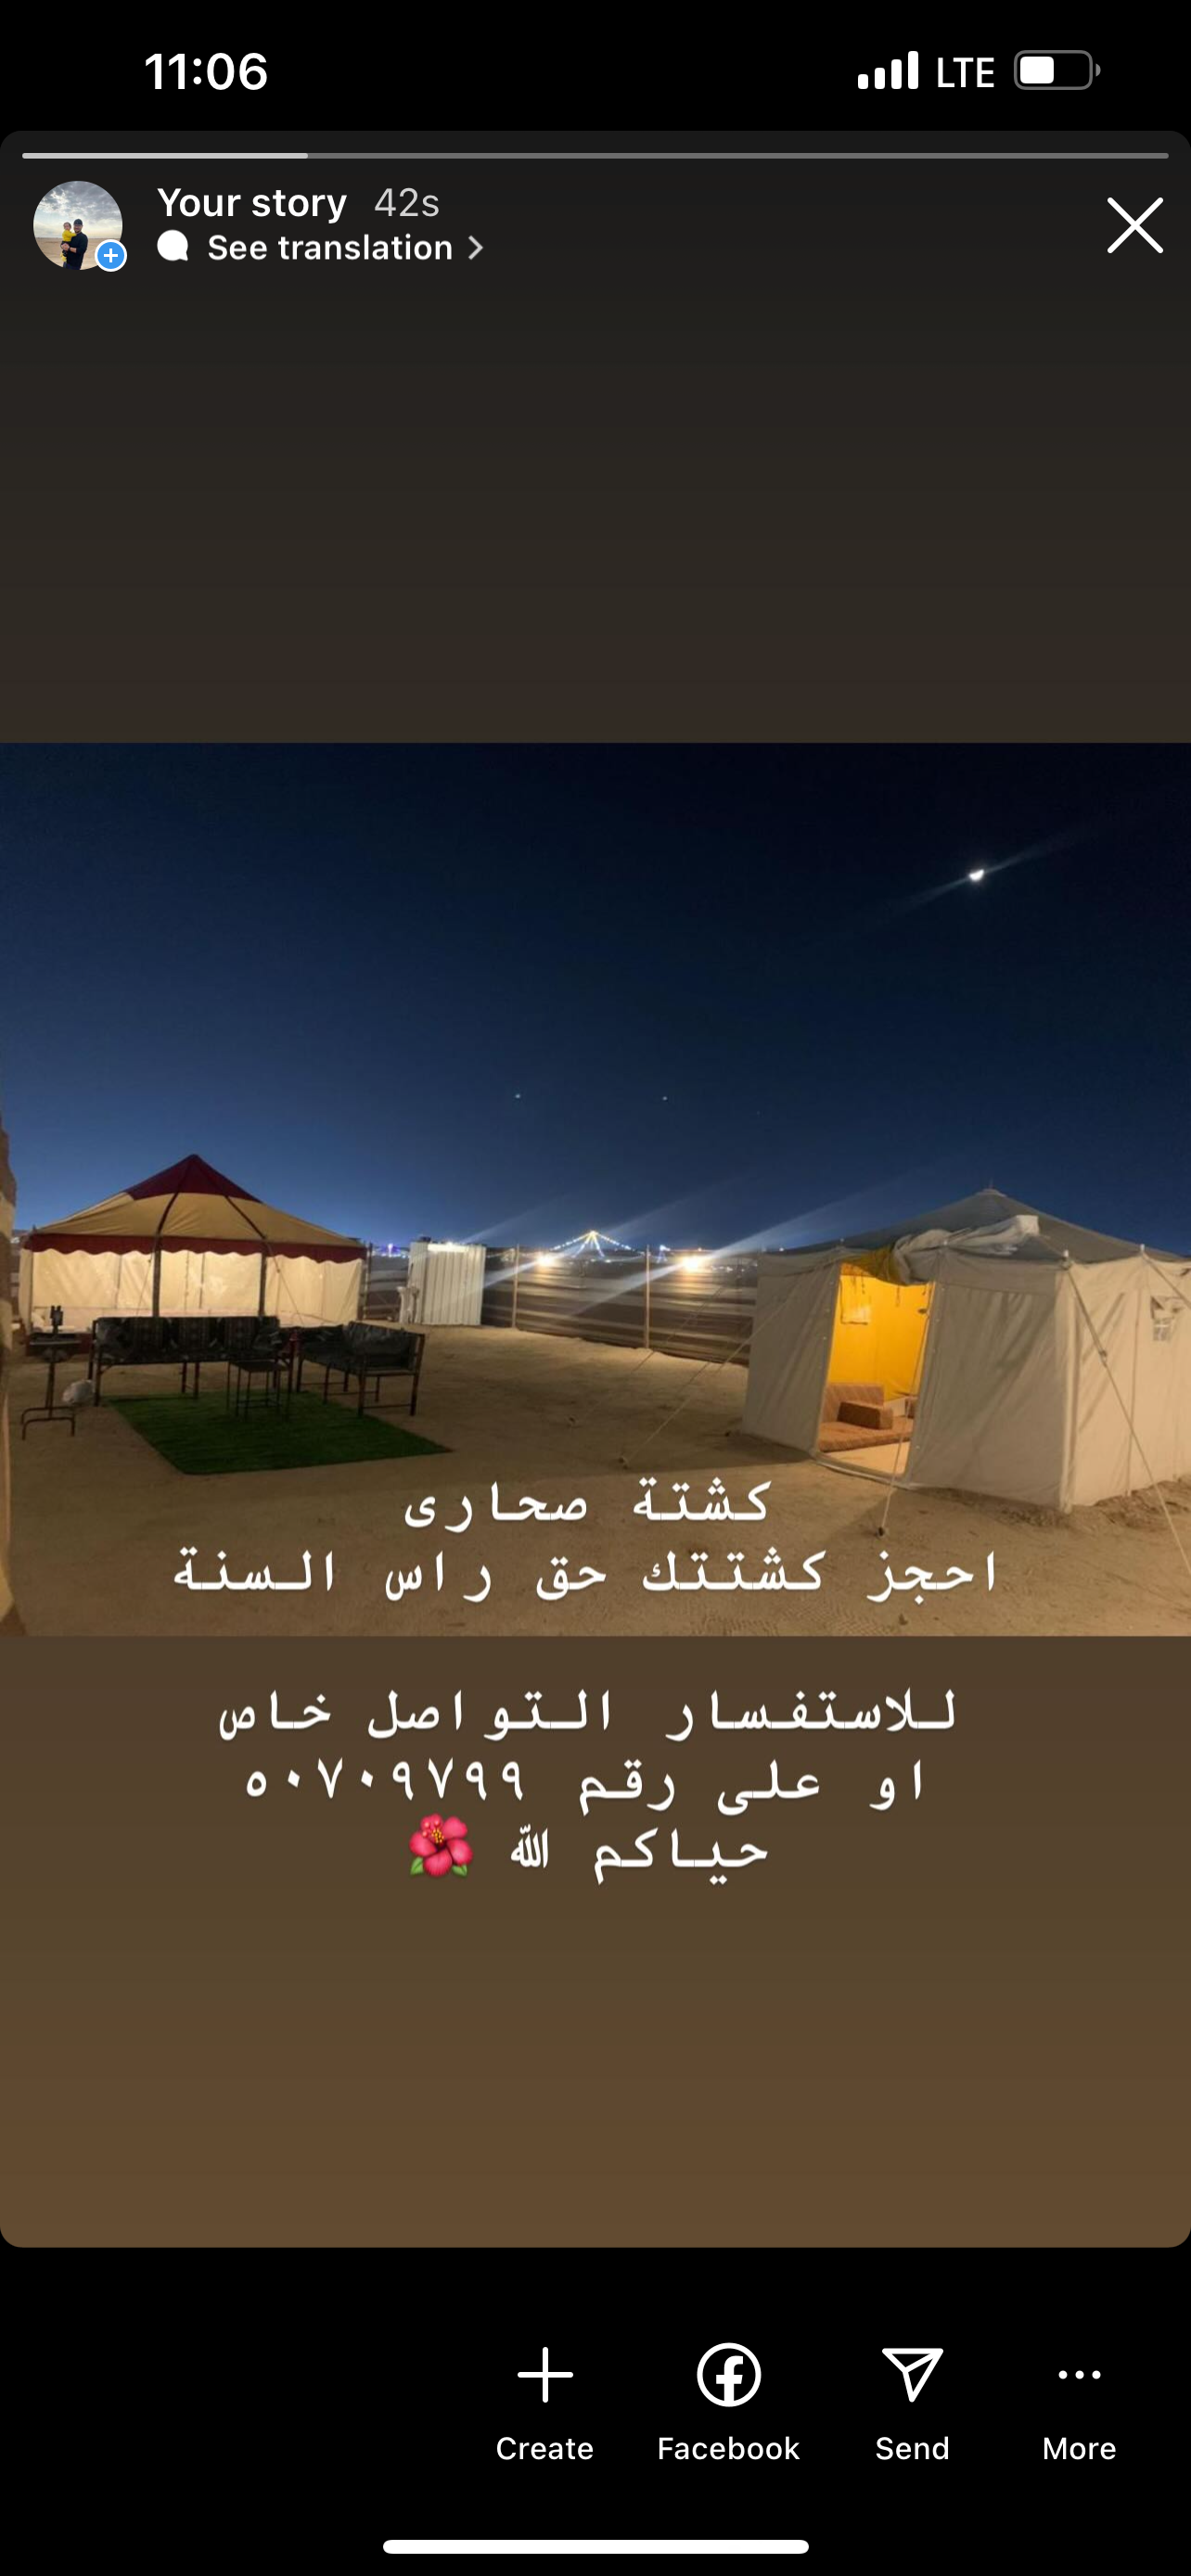 11:06
LTE
Your story 42s
See translation
كشتة صحارى
احجز كشتتك حق راس السنة
للاستفسار التواصل خاص
او على رقم ٥٠٧٠٩٧٩٩
حياكم الله 🌺
Create Facebook Send More